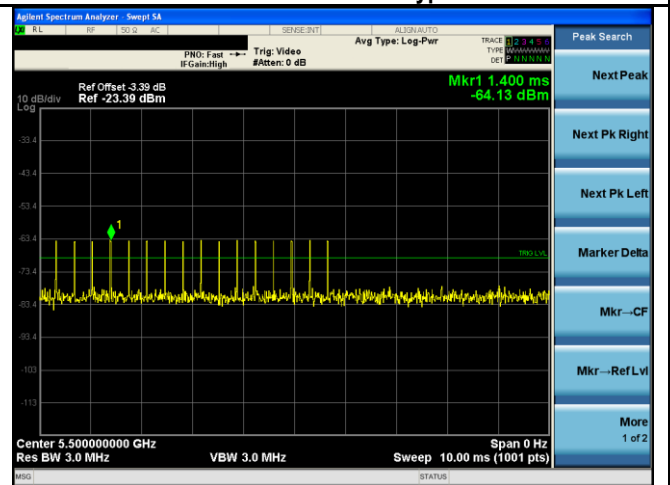 Agilent Spectrum Analyzer - Swept SA
RL RF 50 Ω AC SENSE:INT ALIGNAUTO
PNO: Fast
IFGain:High
Trig: Video
#Atten: 0 dB
Avg Type: Log-Pwr
TRACE 1 2 3 4 5 6
TYPE
DET P N N N N N
Ref Offset -3.39 dB
Ref -23.39 dBm
10 dB/div
Log
Mkr1 1.400 ms
-64.13 dBm
-33.4
-43.4
-53.4
-63.4
-73.4
-83.4
-93.4
-103
-113
1
TRIG LVL
Center 5.500000000 GHz
Span 0 Hz
Res BW 3.0 MHz
VBW 3.0 MHz
Sweep 10.00 ms (1001 pts)
MSG
STATUS
Peak Search
Next Peak
Next Pk Right
Next Pk Left
Marker Delta
Mkr→CF
Mkr→Ref Lvl
More
1 of 2